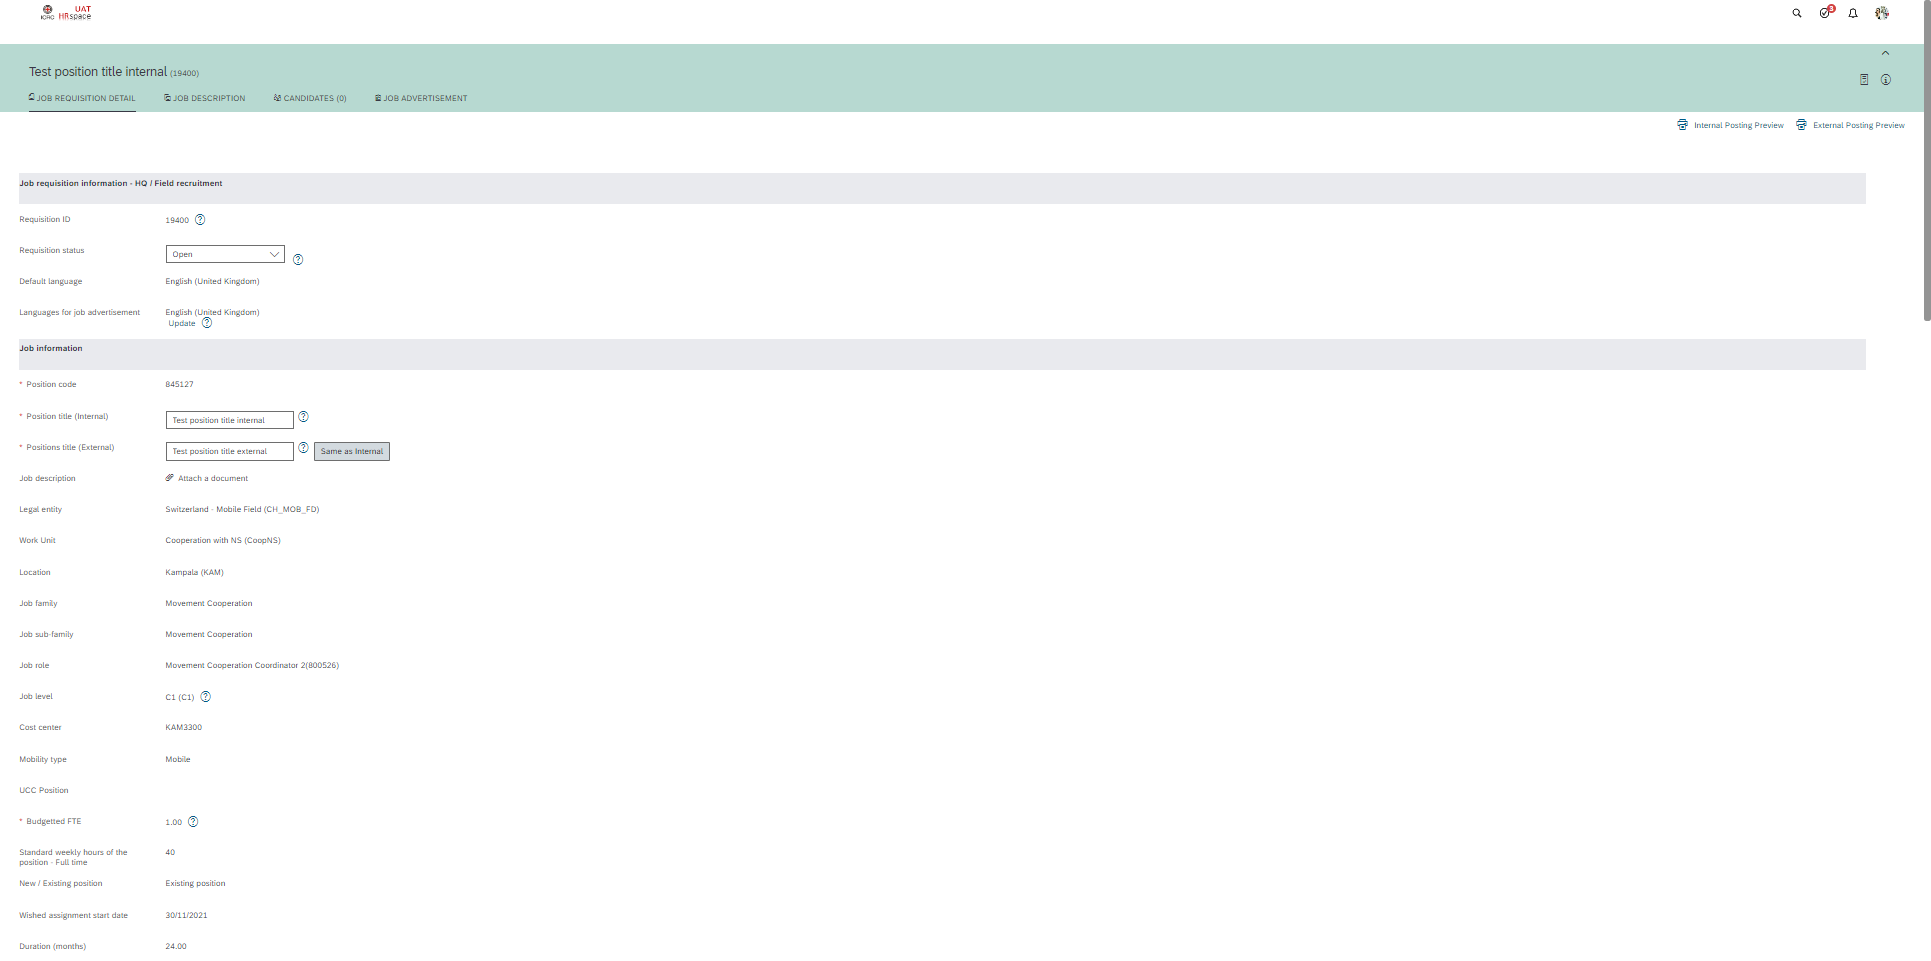 ICRC
UAT
HRspace
3
Test position title internal (19400)
JOB REQUISITION DETAIL JOB DESCRIPTION CANDIDATES (0) JOB ADVERTISEMENT
Internal Posting Preview External Posting Preview
Job requisition information - HQ / Field recruitment
Requisition ID 19400
Requisition status Open
Default language English (United Kingdom)
Languages for job advertisement English (United Kingdom)
Update
Job information
* Position code 845127
* Position title (Internal) Test position title internal
* Positions title (External) Test position title external Same as Internal
Job description Attach a document
Legal entity Switzerland - Mobile Field (CH_MOB_FD)
Work Unit Cooperation with NS (CoopNS)
Location Kampala (KAM)
Job family Movement Cooperation
Job sub-family Movement Cooperation
Job role Movement Cooperation Coordinator 2(800526)
Job level C1 (C1)
Cost center KAM3300
Mobility type Mobile
UCC Position
* Budgetted FTE 1.00
Standard weekly hours of the 40
position - Full time
New / Existing position Existing position
Wished assignment start date 30/11/2021
Duration (months) 24.00